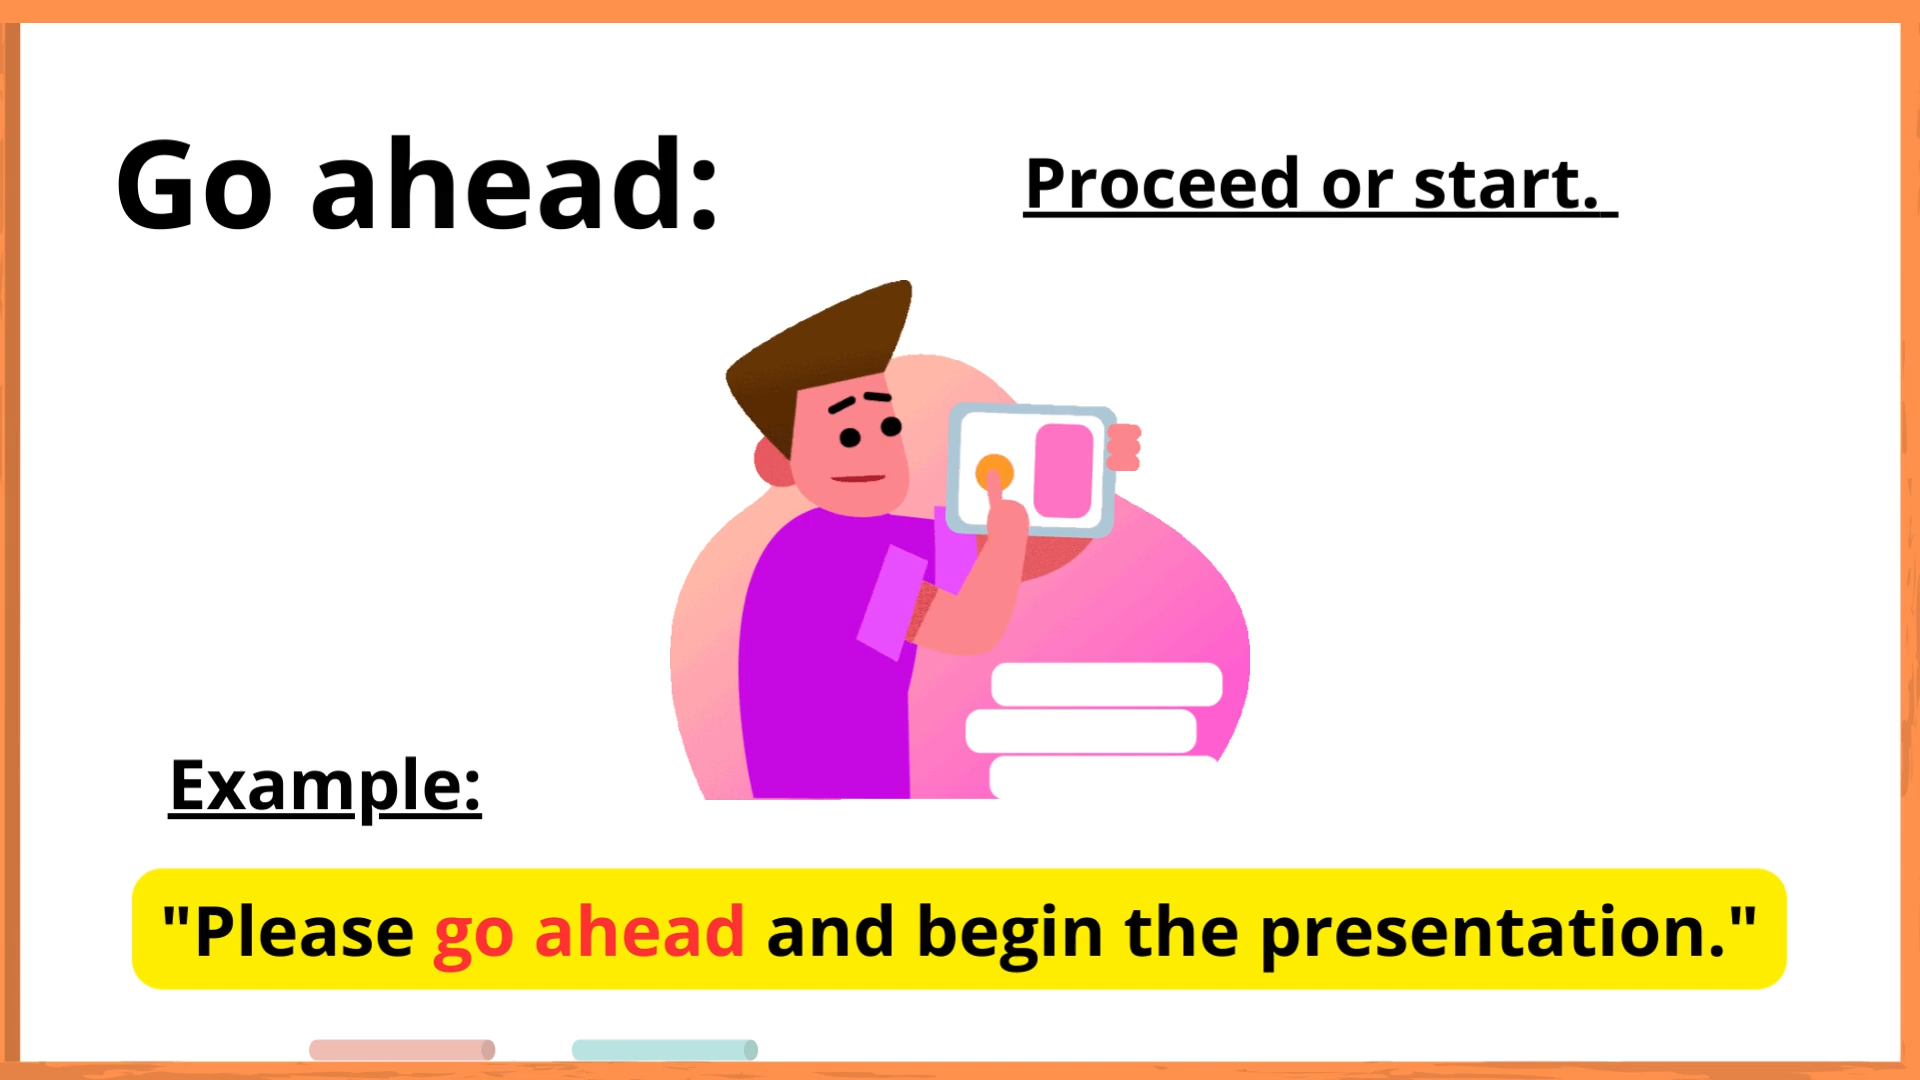 Go ahead:
Proceed or start.
Example:
"Please go ahead and begin the presentation."